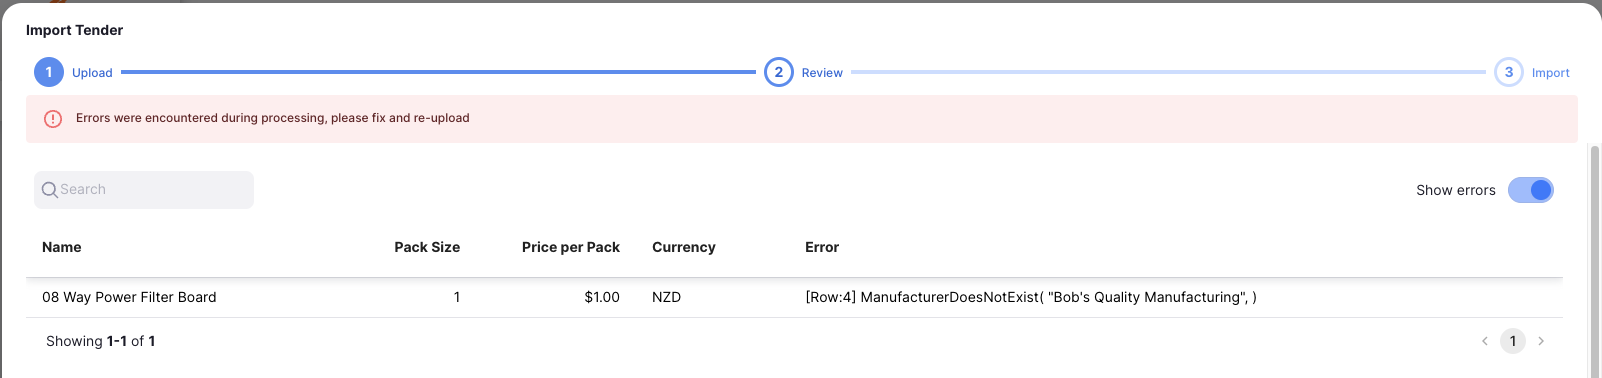 Import Tender
1 Upload 2 Review 3 Import
Errors were encountered during processing, please fix and re-upload
Search Show errors
Name Pack Size Price per Pack Currency Error
08 Way Power Filter Board 1 $1.00 NZD [Row:4] ManufacturerDoesNotExist( "Bob's Quality Manufacturing", )
Showing 1-1 of 1 1